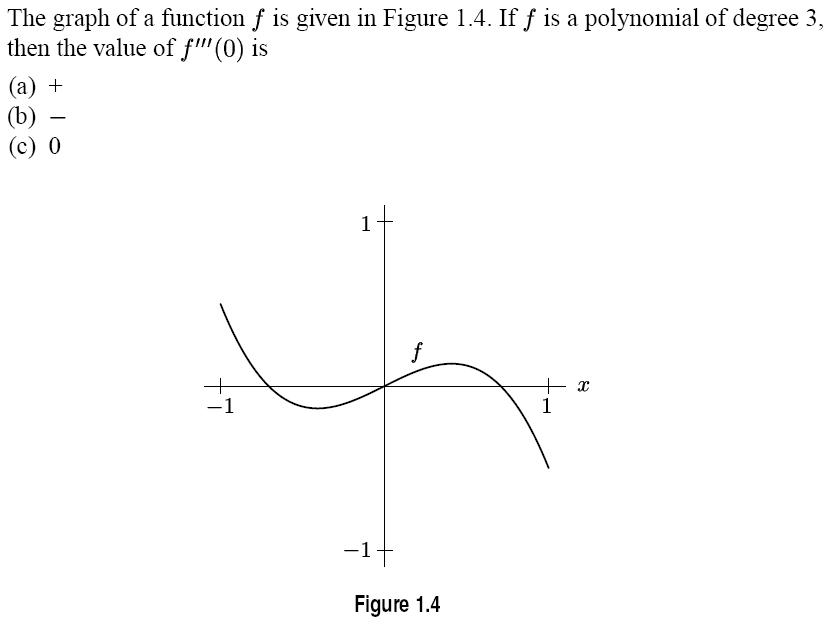 The graph of a function f is given in Figure 1.4. If f is a polynomial of degree 3,
then the value of f′′′(0) is
(a) +
(b) −
(c) 0
1
f
x
−1
1
−1
Figure 1.4